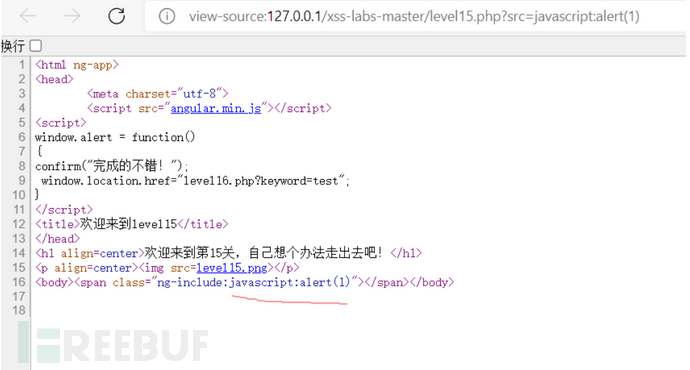 view-source:127.0.0.1/xss-labs-master/level15.php?src=javascript:alert(1)
换行
1 <html ng-app>
2 <head>
3 <meta charset="utf-8">
4 <script src="angular.min.js"></script>
5 <script>
6 window.alert = function()
7 {
8 confirm("完成的不错！");
9 window.location.href="level16.php?keyword=test";
10 }
11 </script>
12 <title>欢迎来到level15</title>
13 </head>
14 <h1 align=center>欢迎来到第15关，自己想个办法走出去吧！</h1>
15 <p align=center><img src=level15.png></p>
16 <body><span class="ng-include:javascript:alert(1)"></span></body>
17
18
FREEBUF